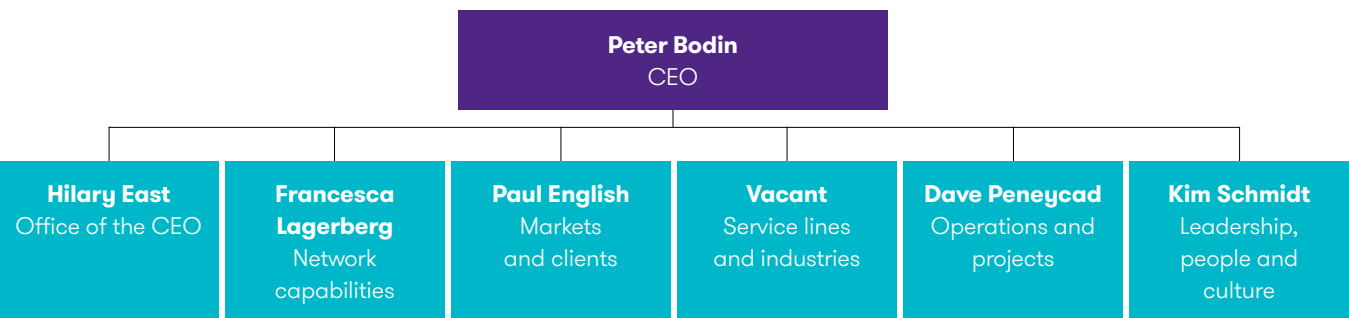 Peter Bodin
CEO
Hilary East
Office of the CEO
Francesca
Lagerberg
Network
capabilities
Paul English
Markets
and clients
Vacant
Service lines
and industries
Dave Peneycad
Operations and
projects
Kim Schmidt
Leadership,
people and
culture